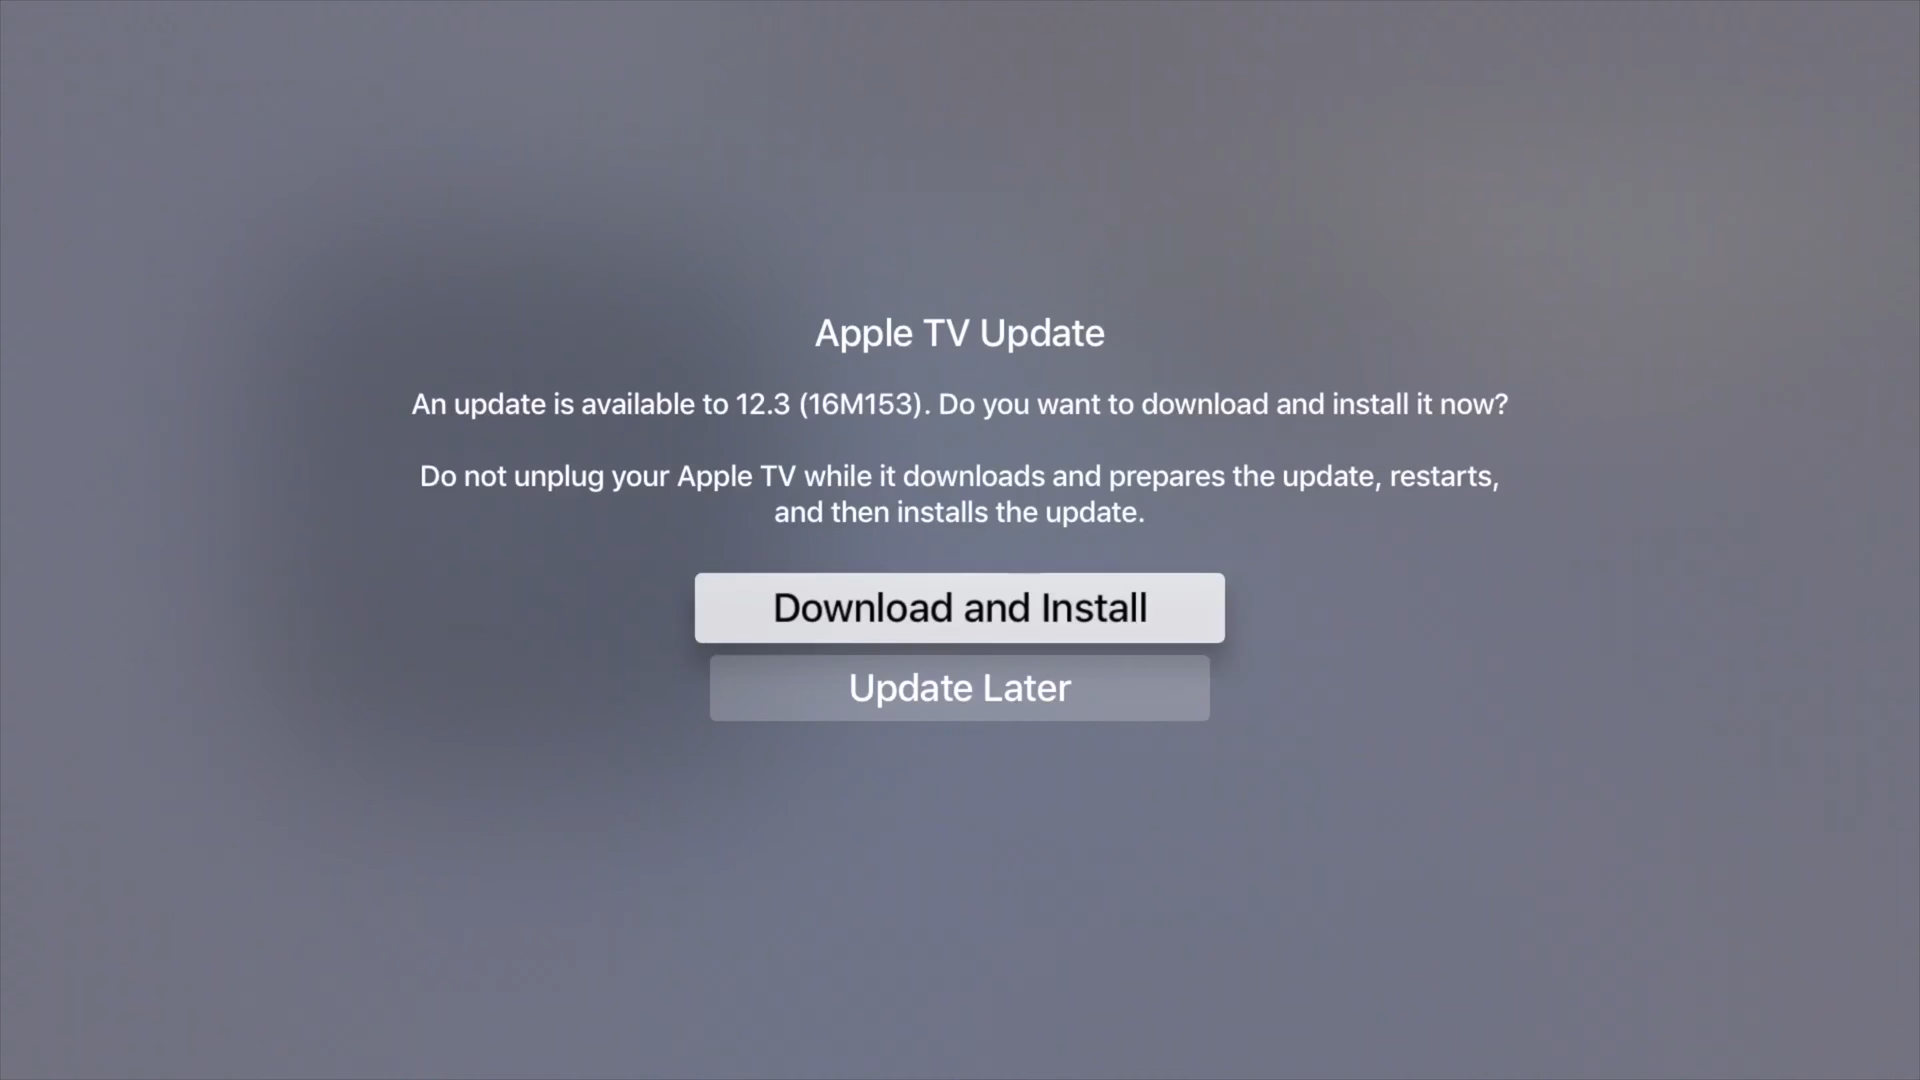 Apple TV Update
An update is available to 12.3 (16M153). Do you want to download and install it now?
Do not unplug your Apple TV while it downloads and prepares the update, restarts,
and then installs the update.
Download and Install
Update Later